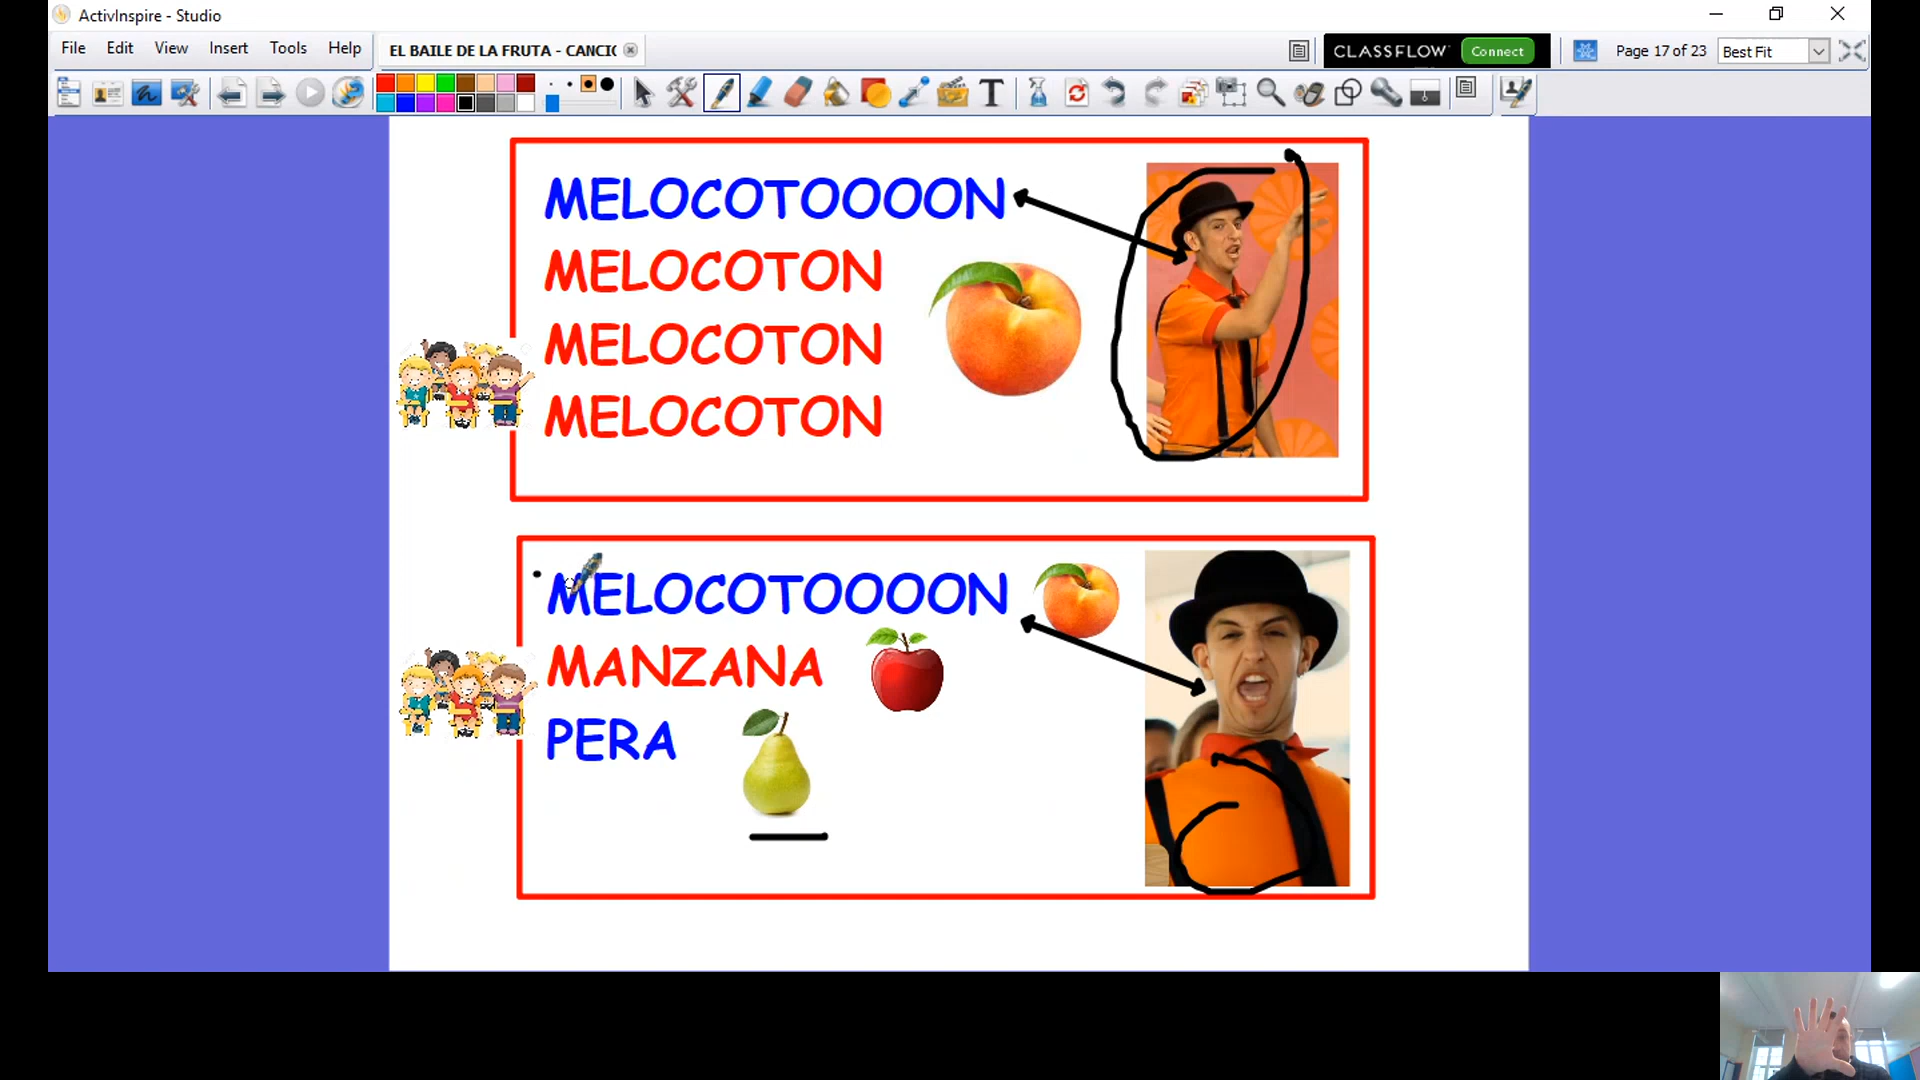 ActivInspire - Studio
File Edit View Insert Tools Help
EL BAILE DE LA FRUTA - CANCIO
CLASSFLOW Connect
Page 17 of 23 Best Fit
MELOCOTOOOON
MELOCOTON
MELOCOTON
MELOCOTON
MELOCOTOOOON
MANZANA
PERA